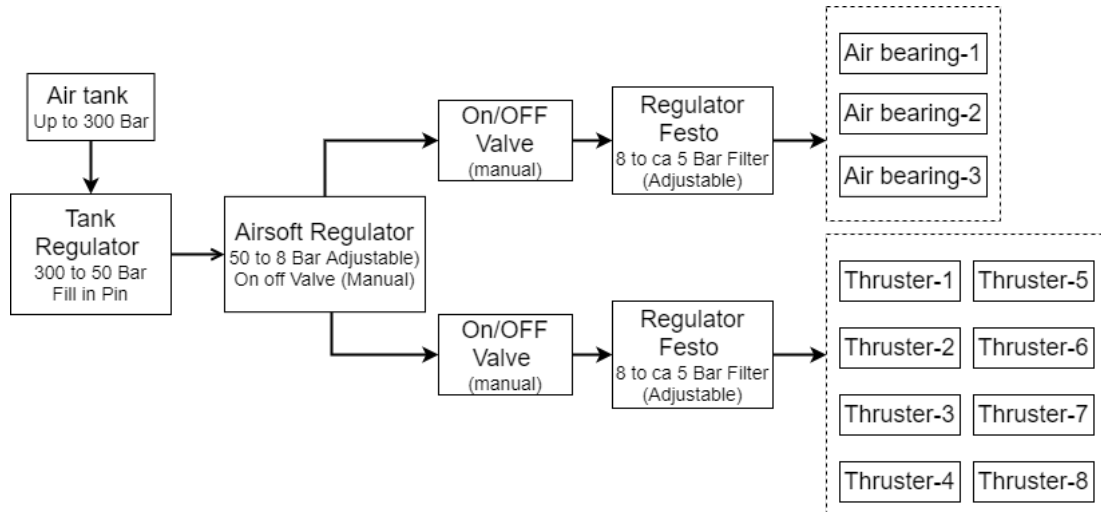 Air tank
Up to 300 Bar
Tank
Regulator
300 to 50 Bar
Fill in Pin
Airsoft Regulator
50 to 8 Bar Adjustable)
On off Valve (Manual)
On/OFF
Valve
(manual)
Regulator
Festo
8 to ca 5 Bar Filter
(Adjustable)
Air bearing-1
Air bearing-2
Air bearing-3
On/OFF
Valve
(manual)
Regulator
Festo
8 to ca 5 Bar Filter
(Adjustable)
Thruster-1
Thruster-5
Thruster-2
Thruster-6
Thruster-3
Thruster-7
Thruster-4
Thruster-8